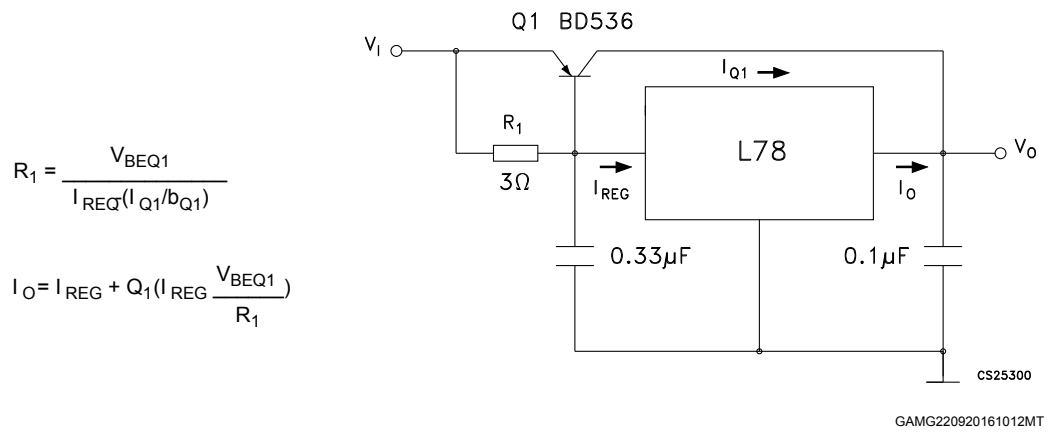 Q1 BD536
V_I
I_Q1
R_1
L78
V_O
3Ω
I_REG
I_O
0.33µF
0.1µF
R_1 = V_BEQ1 / I_REQ-(I_Q1/b_Q1)
I_O= I_REG + Q_1(I_REG V_BEQ1 / R_1)
CS25300
GAMG220920161012MT